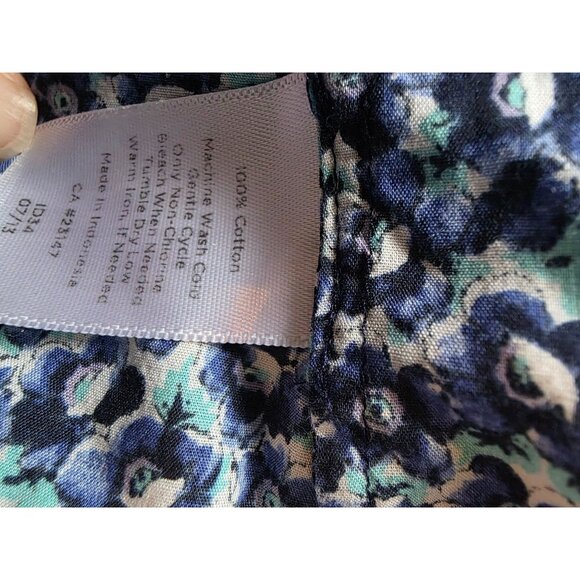 100% Cotton
Machine Wash Cold
Gentle Cycle
Only Non-Chlorine
Bleach When Needed
Tumble Dry Low
Warm Iron, If Needed
Made in Indonesia
CA #23147
07/13
1D34